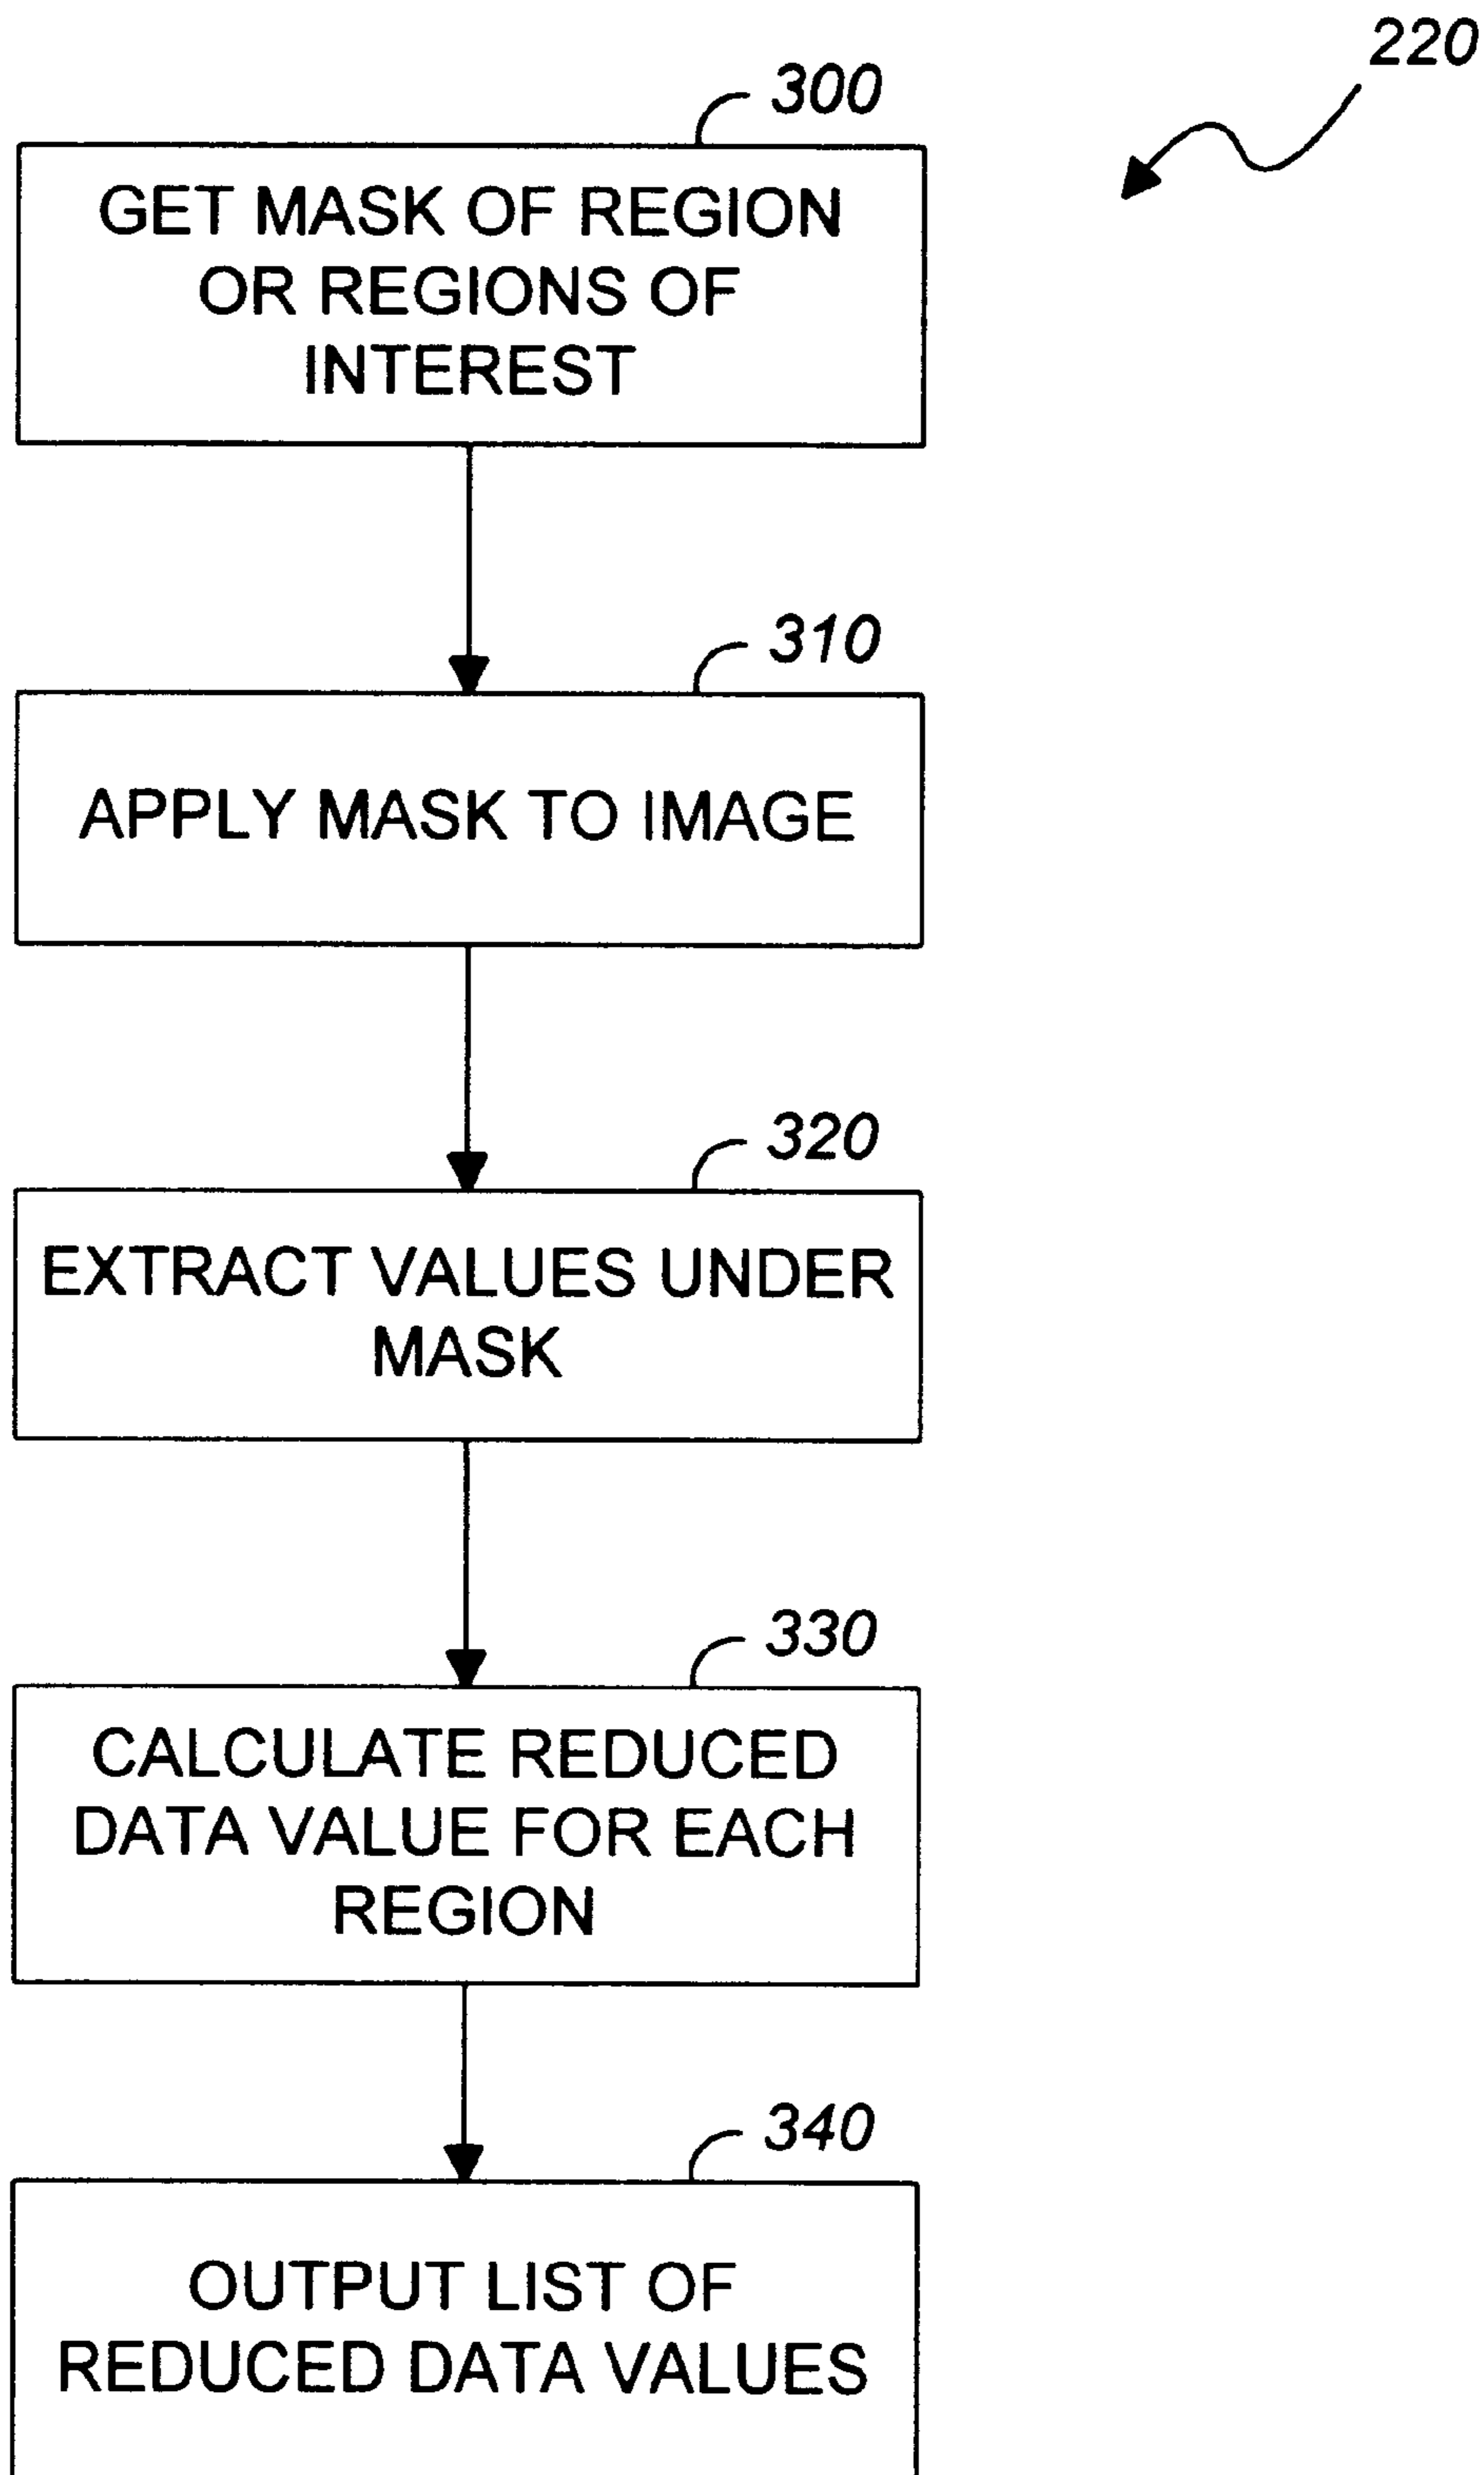 220
300
GET MASK OF REGION
OR REGIONS OF
INTEREST
310
APPLY MASK TO IMAGE
320
EXTRACT VALUES UNDER
MASK
330
CALCULATE REDUCED
DATA VALUE FOR EACH
REGION
340
OUTPUT LIST OF
REDUCED DATA VALUES